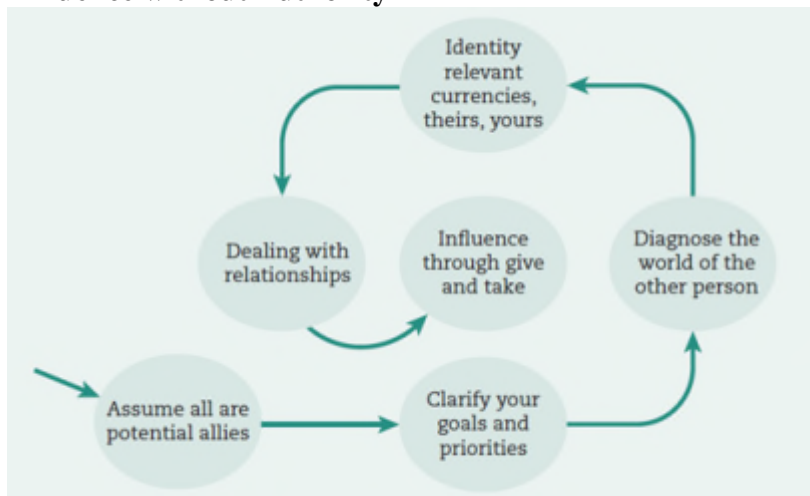 Identity
relevant
currencies,
theirs, yours
Dealing with
relationships
Influence
through give
and take
Diagnose the
world of the
other person
Assume all are
potential allies
Clarify your
goals and
priorities